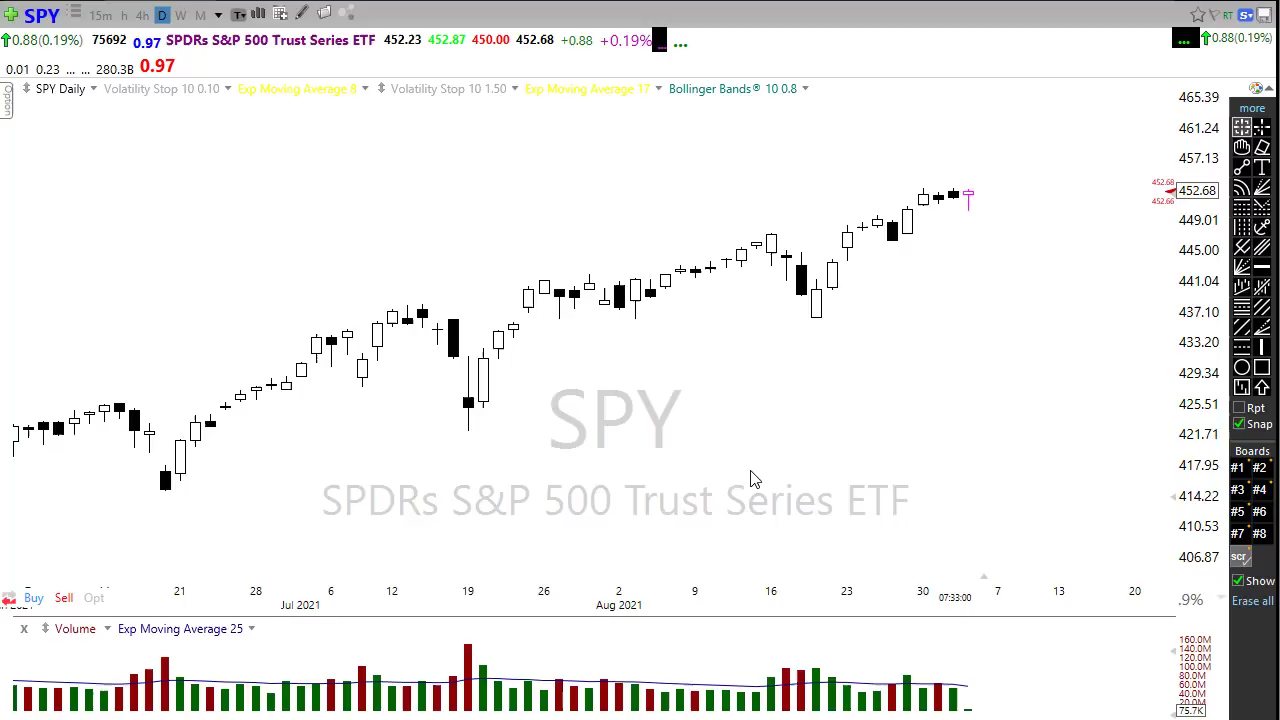 SPY 15m h 4h D W M T RT S
0.88(0.19%) 75692 0.97 SPDRs S&P 500 Trust Series ETF 452.23 452.87 450.00 452.68 +0.88 +0.19% ... ... 0.88(0.19%)
0.01 0.23 ... ... 280.3B 0.97
Option
SPY Daily Volatility Stop 10 0.10 Exp Moving Average 8 Volatility Stop 10 1.50 Exp Moving Average 17 Bollinger Bands® 10 0.8
465.39
more
461.24
457.13
452.68
452.68
452.66
449.01
445.00
441.04
437.10
433.20
429.34
425.51
421.71
417.95
414.22
410.53
406.87
SPY
SPDRs S&P 500 Trust Series ETF
Rpt
Snap
Boards
#1 #2
#3 #4
#5 #6
#7 #8
scr
Show
Erase all
21 28 6 12 19 26 2 9 16 23 30 7 13 20
Buy Sell Opt Jul 2021 Aug 2021 07:33:00 .9%
X Volume Exp Moving Average 25
160.0M
140.0M
120.0M
100.0M
80.0M
60.0M
40.0M
20.0M
75.7K